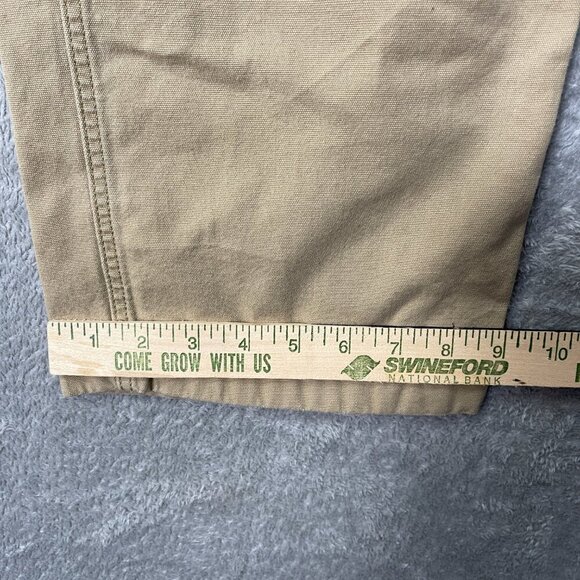 1 2 3 4 5 6 7 8 9 10
COME GROW WITH US
SWINEFORD
NATIONAL BANK